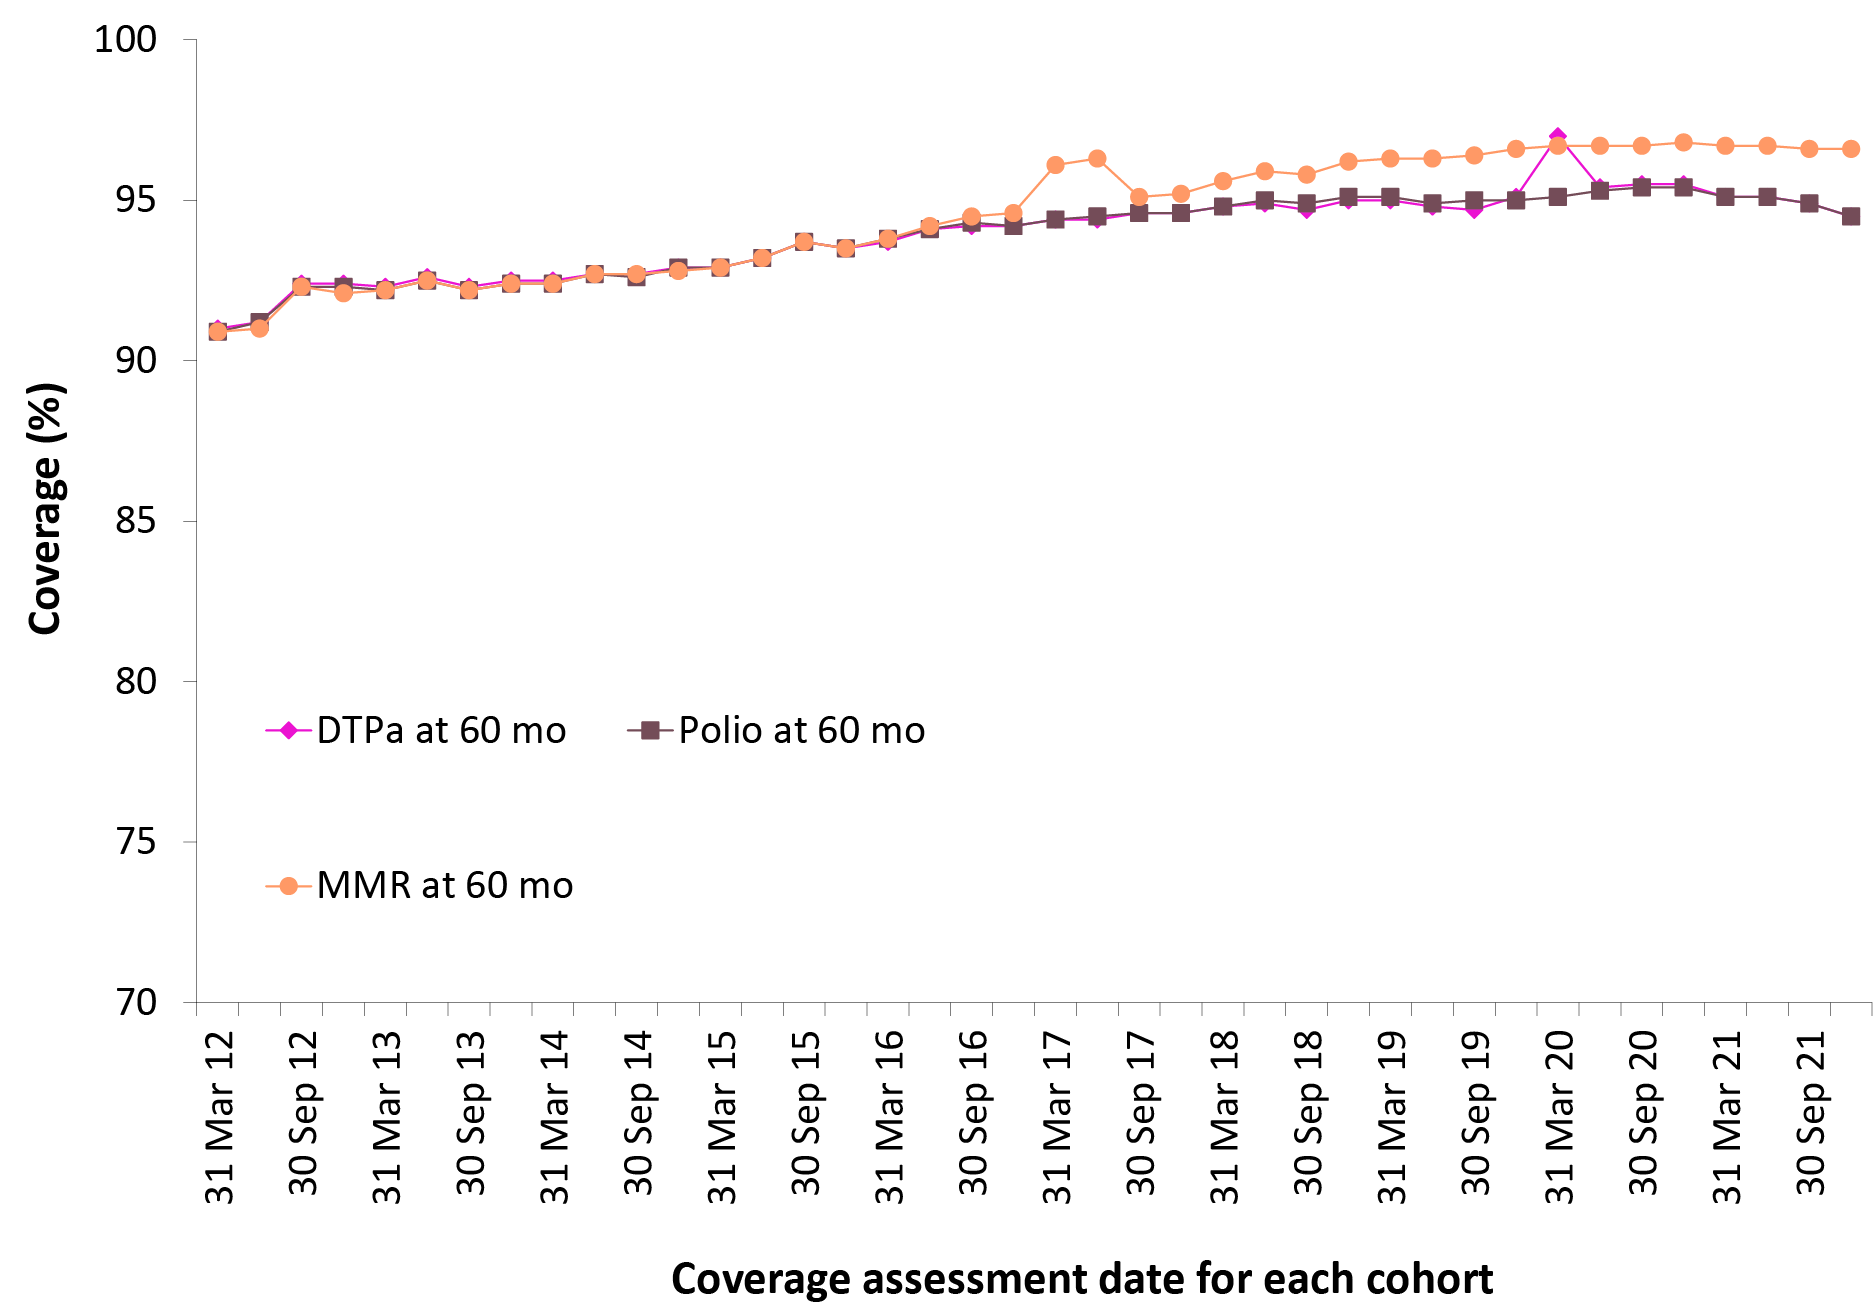 100
95
90
85
80
75
70
Coverage (%)
DTPa at 60 mo
Polio at 60 mo
MMR at 60 mo
31 Mar 12
30 Sep 12
31 Mar 13
30 Sep 13
31 Mar 14
30 Sep 14
31 Mar 15
30 Sep 15
31 Mar 16
30 Sep 16
31 Mar 17
30 Sep 17
31 Mar 18
30 Sep 18
31 Mar 19
30 Sep 19
31 Mar 20
30 Sep 20
31 Mar 21
30 Sep 21
Coverage assessment date for each cohort